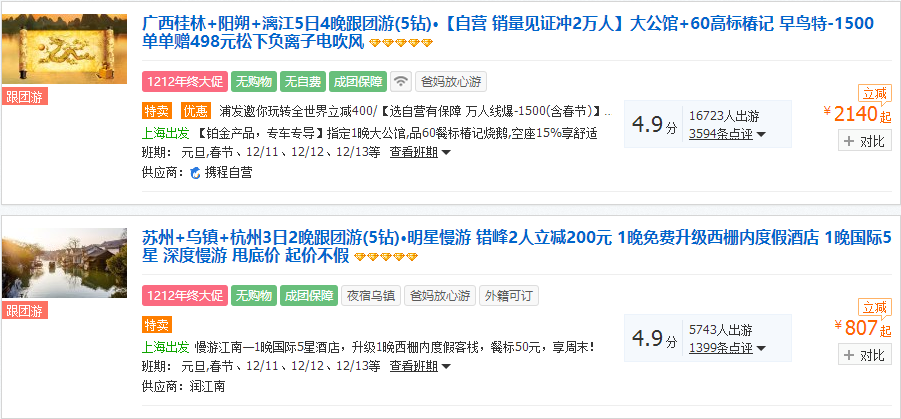 广西桂林+阳朔+漓江5日4晚跟团游(5钻)•【自营 销量见证冲2万人】大公馆+60高标椿记 早鸟特-1500
单单赠498元松下负离子电吹风
跟团游
1212年终大促 无购物 无自费 成团保障 爸妈放心游
特卖 优惠 浦发邀你玩转全世界立减400/【选自营有保障 万人线爆-1500(含春节）】..
上海出发 【铂金产品，专车专导】指定1晚大公馆,品60餐标椿记烧鹅,空座15%享舒适
班期： 元旦,春节、12/11、12/12、12/13等 查看班期
供应商： 携程自营
4.9分
16723人出游
3594条点评
立减
¥2140起
+ 对比
苏州+乌镇+杭州3日2晚跟团游(5钻)•明星慢游 错峰2人立减200元 1晚免费升级西栅内度假酒店 1晚国际5
星 深度慢游 甩底价 起价不假
跟团游
1212年终大促 无购物 成团保障 夜宿乌镇 爸妈放心游 外籍可订
特卖
上海出发 慢游江南—1晚国际5星酒店，升级1晚西栅内度假客栈，餐标50元，享周末！
班期： 元旦,春节、12/11、12/12、12/13等 查看班期
供应商：润江南
4.9分
5743人出游
1399条点评
立减
¥807起
+ 对比